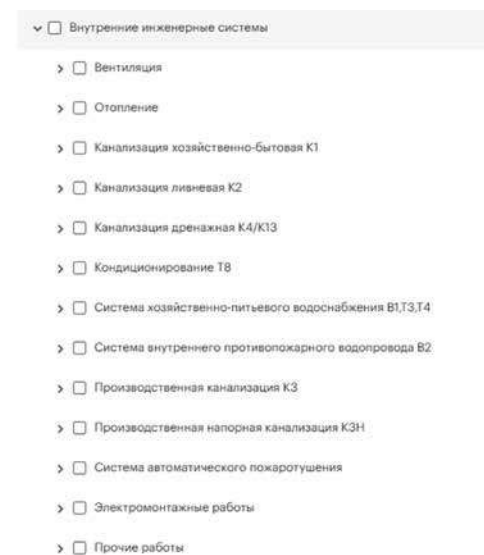 Внутренние инженерные системы
Вентиляция
Отопление
Канализация хозяйственно-бытовая К1
Канализация ливневая К2
Канализация дренажная К4/К13
Кондиционирование Т8
Система хозяйственно-питьевого водоснабжения В1,Т3,Т4
Система внутреннего противопожарного водопровода В2
Производственная канализация К3
Производственная напорная канализация К3Н
Система автоматического пожаротушения
Электромонтажные работы
Прочие работы